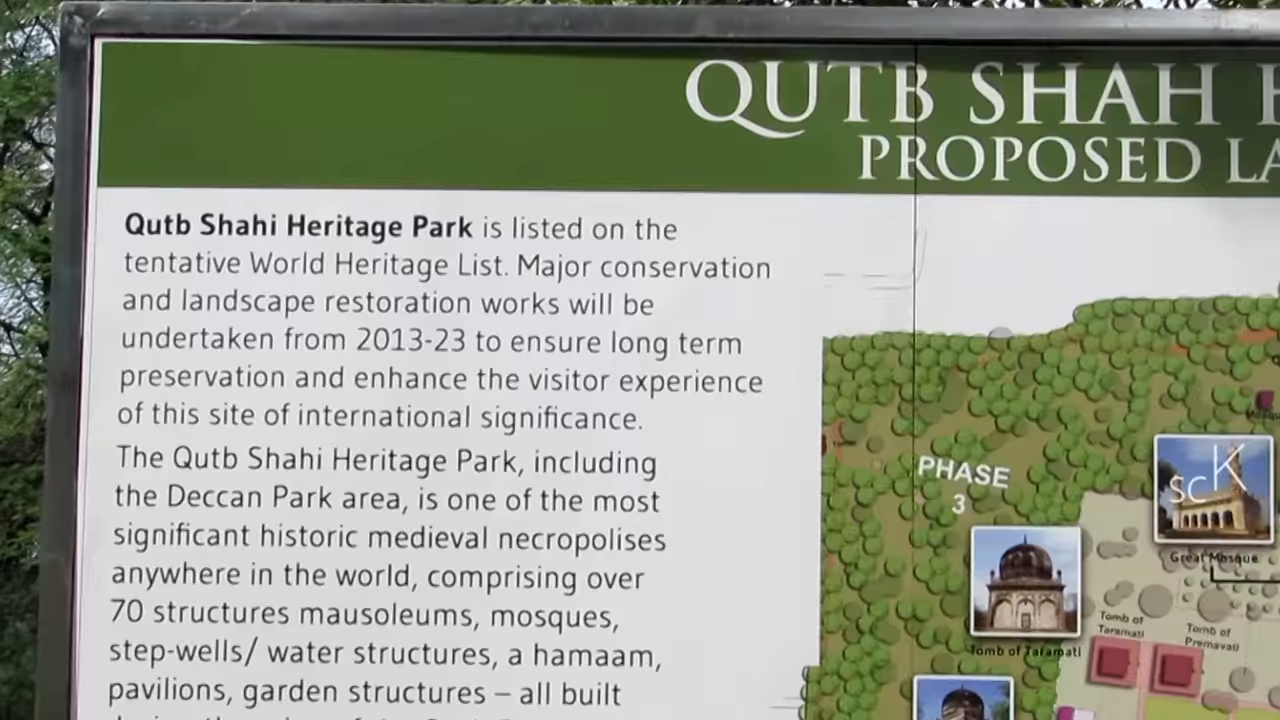 QUTB SHAH
PROPOSED LA
Qutb Shahi Heritage Park is listed on the
tentative World Heritage List. Major conservation
and landscape restoration works will be
undertaken from 2013-23 to ensure long term
preservation and enhance the visitor experience
of this site of international significance.
The Qutb Shahi Heritage Park, including
the Deccan Park area, is one of the most
significant historic medieval necropolises
anywhere in the world, comprising over
70 structures mausoleums, mosques,
step-wells/ water structures, a hamaam,
pavilions, garden structures – all built
PHASE
3
scK
Great Mosque
Tomb of Taramati
Tomb of
Taramati
Tomb of
Premavati